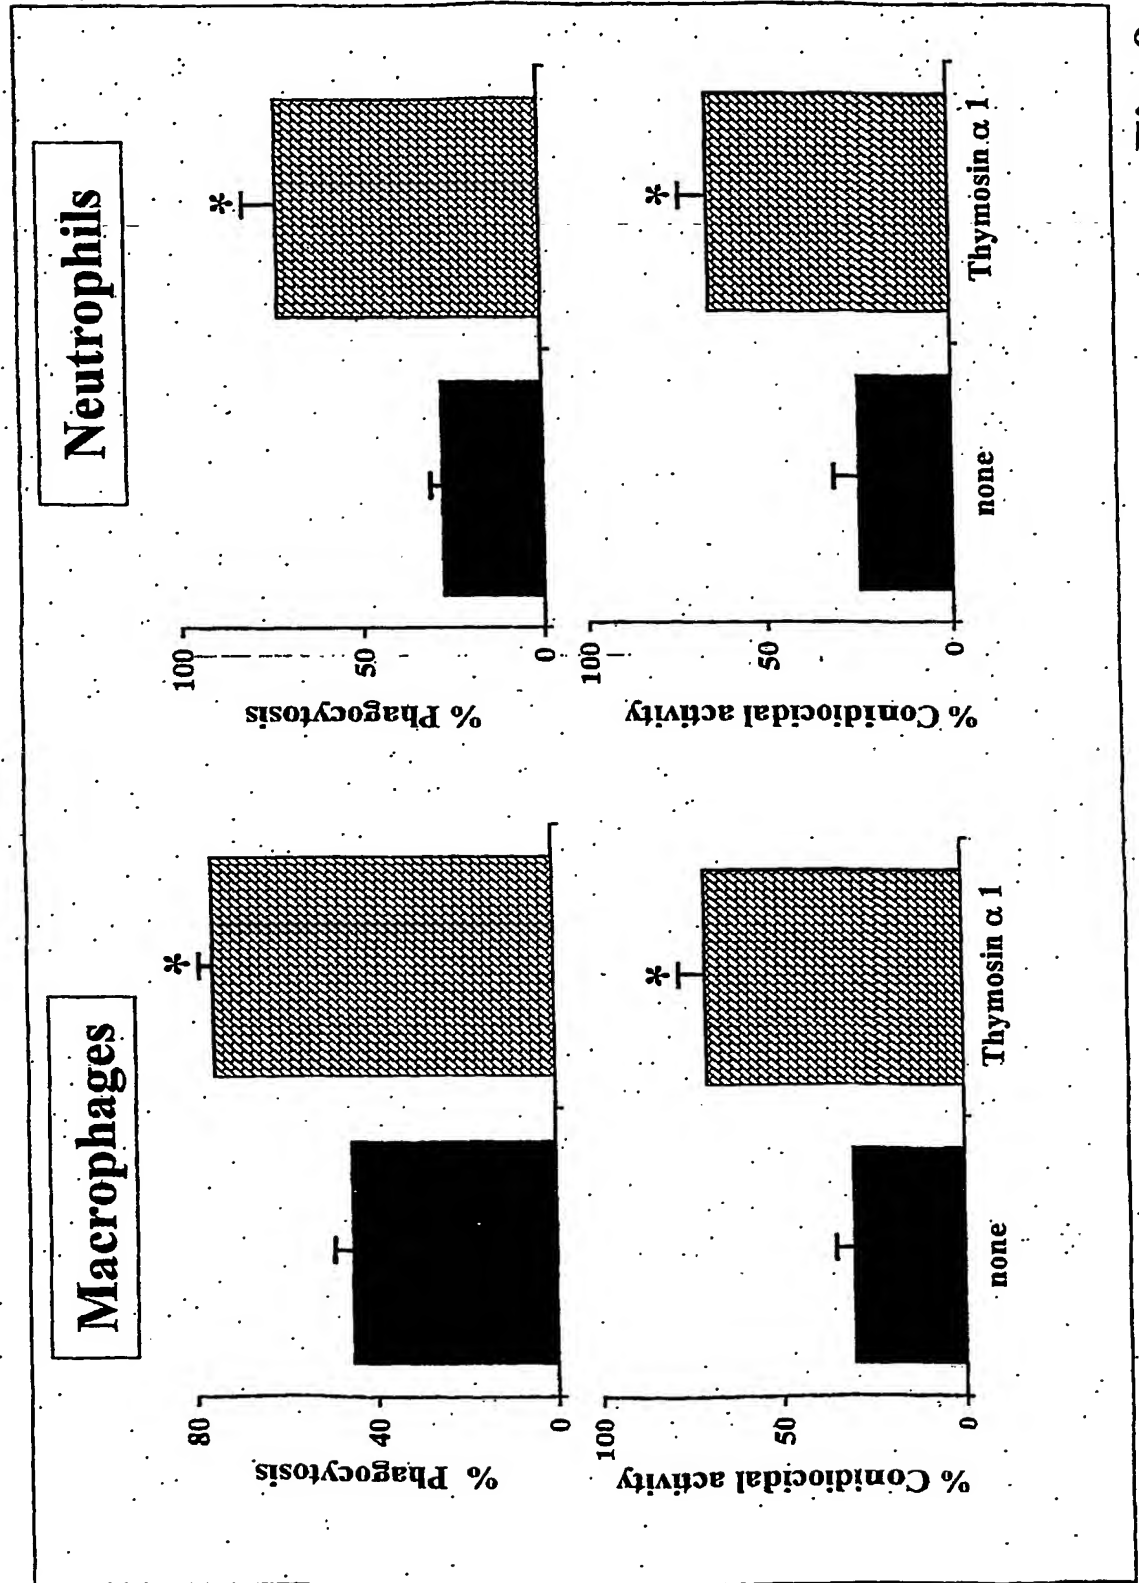 Macrophages
Neutrophils
% Phagocytosis
80
40
0
% Phagocytosis
100
50
0
*
*
% Conidiocidal activity
100
50
0
% Conidiocidal activity
100
50
0
*
*
none
Thymosin α 1
none
Thymosin α 1